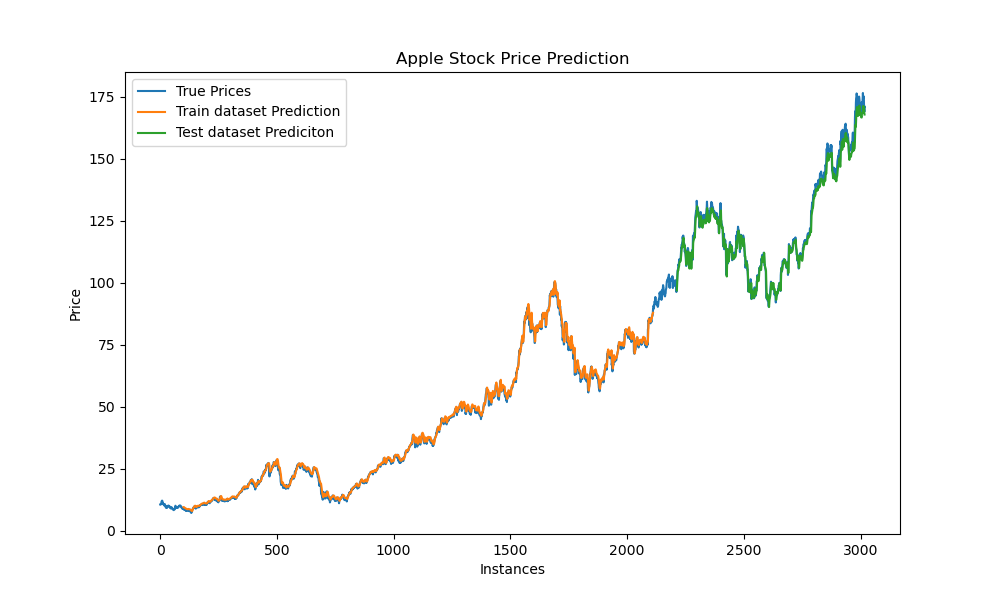 Apple Stock Price Prediction
True Prices
Train dataset Prediction
Test dataset Prediciton
175
150
125
100
75
50
25
0
Price
0 500 1000 1500 2000 2500 3000
Instances